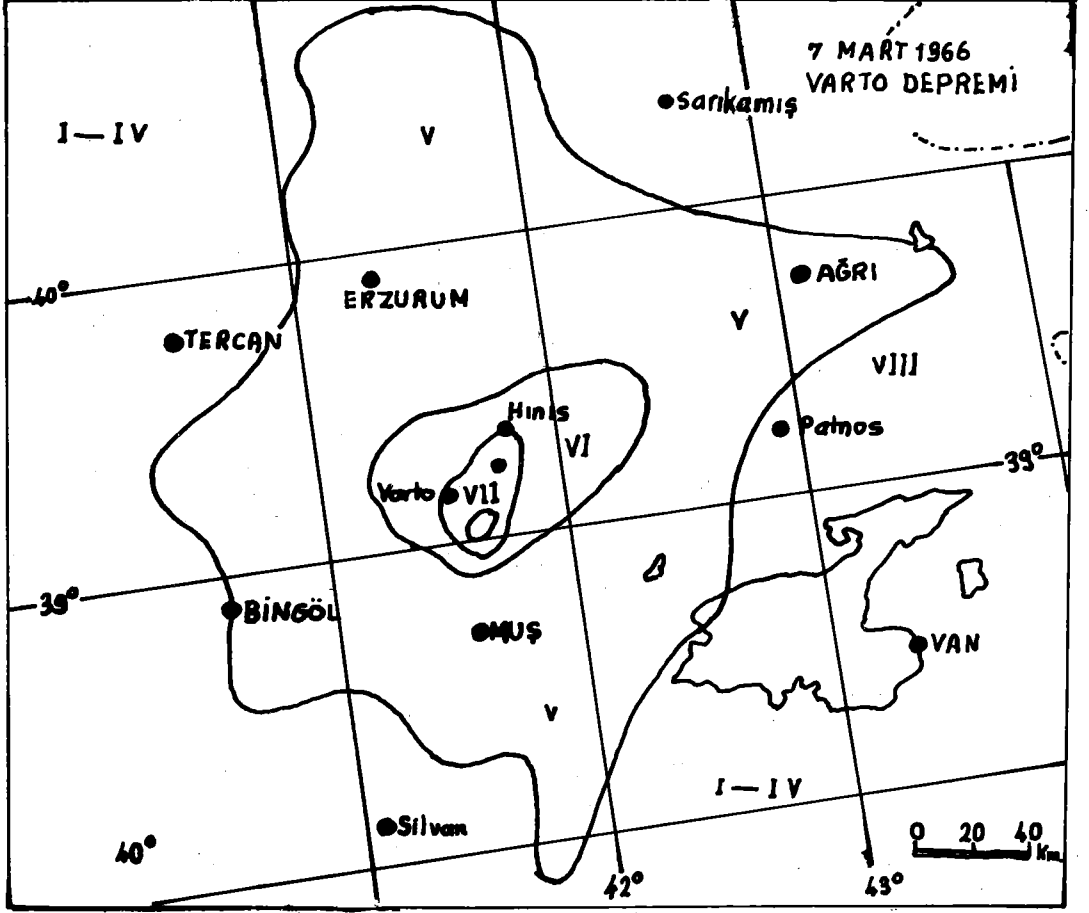 7 MART 1966
VARTO DEPREMİ
Sarıkamış
I — IV
V
AĞRI
40°
ERZURUM
TERCAN
V
VIII
Hınıs
Patnos
VI
39°
Varto
VII
39°
BİNGÖL
MUŞ
VAN
V
I — IV
Silvan
0 20 40
Km
40°
42°
43°